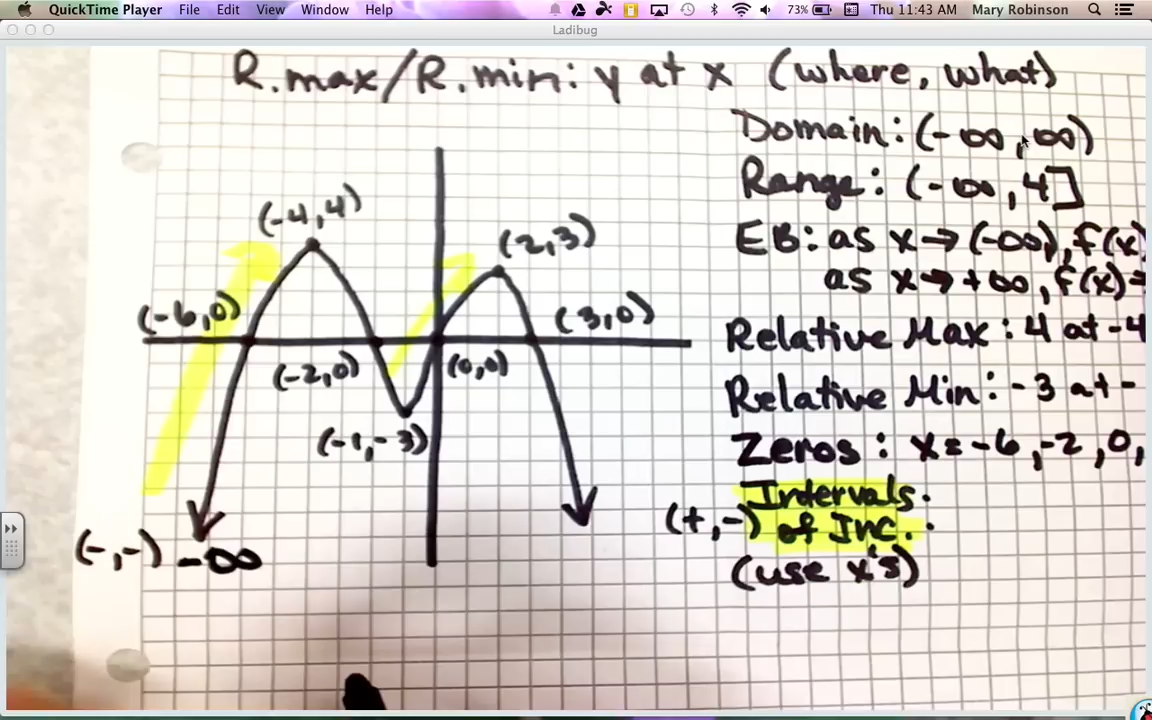 QuickTime Player File Edit View Window Help 73% Thu 11:43 AM Mary Robinson
Ladibug
R.max/R.min: y at x (where, what)
Domain: (-∞,∞)
Range: (-∞,4]
EB: as x→(-∞), f(x)
as x→+∞, f(x)→
Relative Max: 4 at -4
Relative Min: -3 at -
Zeros: x=-6,-2,0,
Intervals
of Inc.:
(use x's)
(-4,4)
(2,3)
(-6,0)
(3,0)
(-2,0)
(0,0)
(-1,-3)
(+,-)
(-,-) -∞